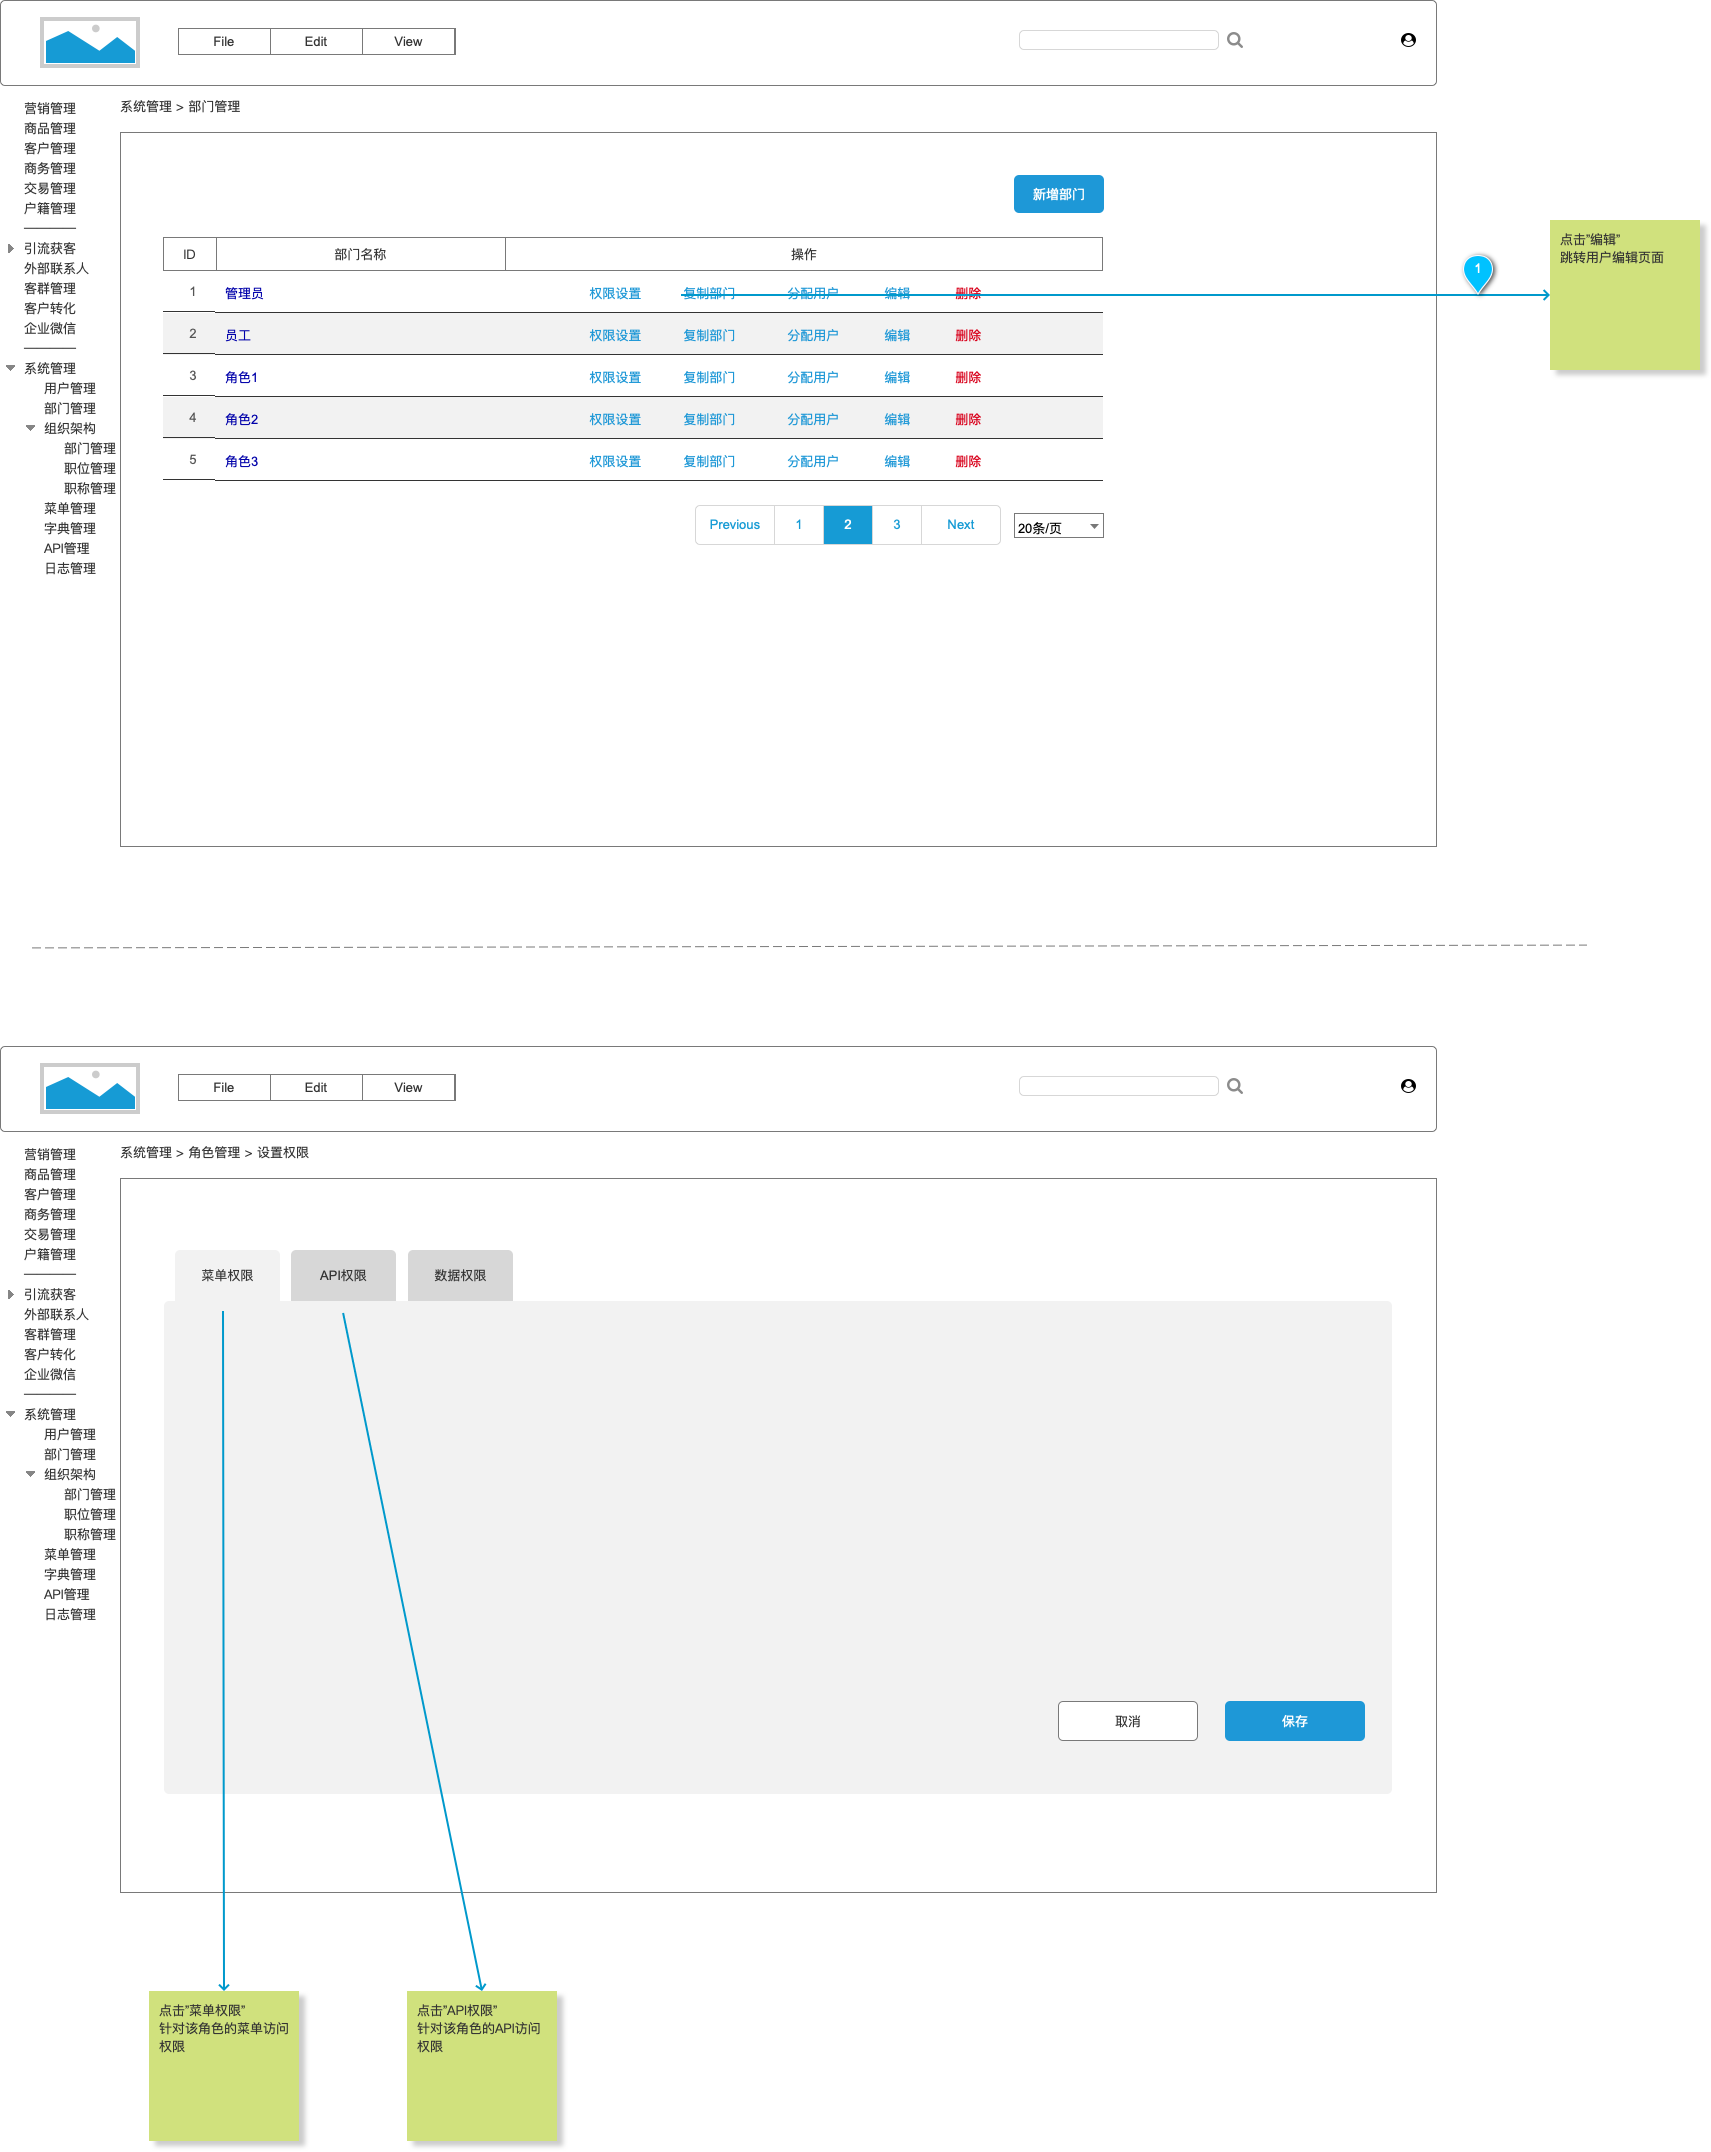 File Edit View
系统管理 > 部门管理
营销管理
商品管理
客户管理
商务管理
交易管理
户籍管理
引流获客
外部联系人
客群管理
客户转化
企业微信
系统管理
用户管理
部门管理
组织架构
部门管理
职位管理
职称管理
菜单管理
字典管理
API管理
日志管理
新增部门
ID 部门名称 操作
1 管理员 权限设置 复制部门 分配用户 编辑 删除
2 员工 权限设置 复制部门 分配用户 编辑 删除
3 角色1 权限设置 复制部门 分配用户 编辑 删除
4 角色2 权限设置 复制部门 分配用户 编辑 删除
5 角色3 权限设置 复制部门 分配用户 编辑 删除
Previous 1 2 3 Next 20条/页
1
点击”编辑”
跳转用户编辑页面
File Edit View
系统管理 > 角色管理 > 设置权限
营销管理
商品管理
客户管理
商务管理
交易管理
户籍管理
引流获客
外部联系人
客群管理
客户转化
企业微信
系统管理
用户管理
部门管理
组织架构
部门管理
职位管理
职称管理
菜单管理
字典管理
API管理
日志管理
菜单权限 API权限 数据权限
取消 保存
点击”菜单权限”
针对该角色的菜单访问
权限
点击”API权限”
针对该角色的API访问
权限